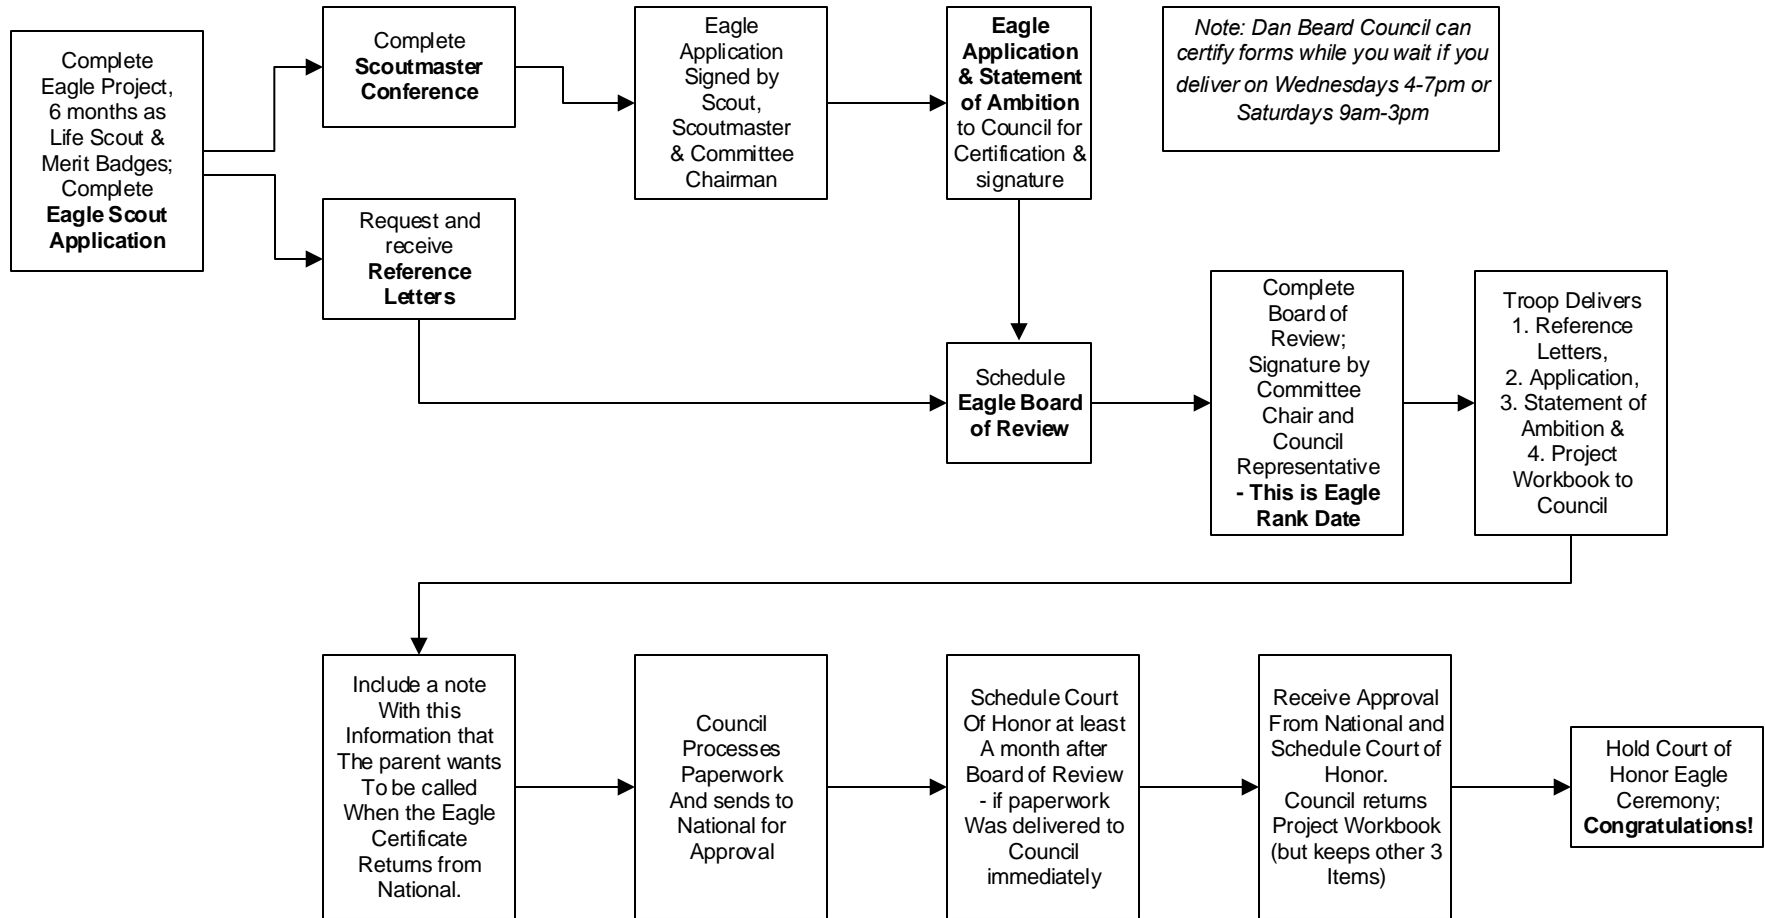 Complete
Eagle Project,
6 months as
Life Scout &
Merit Badges;
Complete
Eagle Scout
Application
Complete
Scoutmaster
Conference
Request and
receive
Reference
Letters
Eagle
Application
Signed by
Scout,
Scoutmaster
& Committee
Chairman
Eagle
Application
& Statement
of Ambition
to Council for
Certification &
signature
Note: Dan Beard Council can
certify forms while you wait if you
deliver on Wednesdays 4-7pm or
Saturdays 9am-3pm
Schedule
Eagle Board
of Review
Complete
Board of
Review;
Signature by
Committee
Chair and
Council
Representative
- This is Eagle
Rank Date
Troop Delivers
1. Reference
Letters,
2. Application,
3. Statement of
Ambition &
4. Project
Workbook to
Council
Include a note
With this
Information that
The parent wants
To be called
When the Eagle
Certificate
Returns from
National.
Council
Processes
Paperwork
And sends to
National for
Approval
Schedule Court
Of Honor at least
A month after
Board of Review
- if paperwork
Was delivered to
Council
immediately
Receive Approval
From National and
Schedule Court of
Honor.
Council returns
Project Workbook
(but keeps other 3
Items)
Hold Court of
Honor Eagle
Ceremony;
Congratulations!